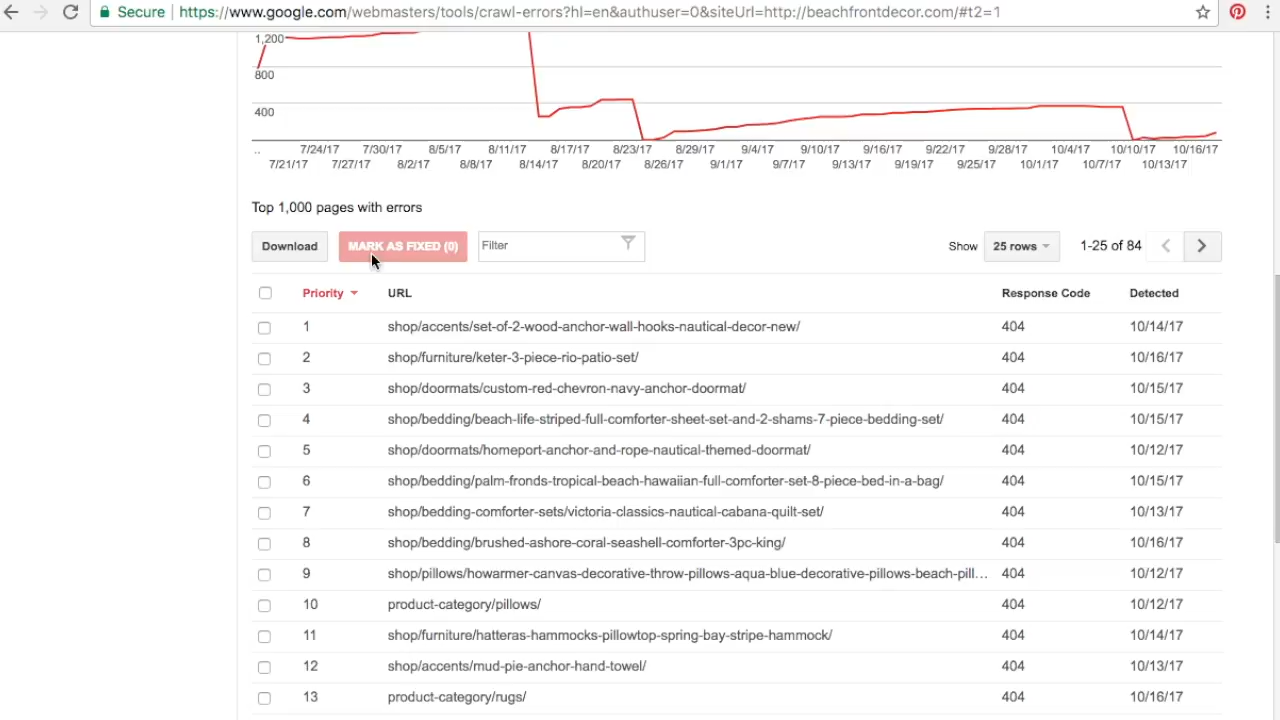 Secure https://www.google.com/webmasters/tools/crawl-errors?hl=en&authuser=0&siteUrl=http://beachfrontdecor.com/#t2=1
1,200
800
400
.. 7/24/17 7/30/17 8/5/17 8/11/17 8/17/17 8/23/17 8/29/17 9/4/17 9/10/17 9/16/17 9/22/17 9/28/17 10/4/17 10/10/17 10/16/17
7/21/17 7/27/17 8/2/17 8/8/17 8/14/17 8/20/17 8/26/17 9/1/17 9/7/17 9/13/17 9/19/17 9/25/17 10/1/17 10/7/17 10/13/17
Top 1,000 pages with errors
Download MARK AS FIXED (0) Filter Show 25 rows 1-25 of 84
Priority URL Response Code Detected
1 shop/accents/set-of-2-wood-anchor-wall-hooks-nautical-decor-new/ 404 10/14/17
2 shop/furniture/keter-3-piece-rio-patio-set/ 404 10/16/17
3 shop/doormats/custom-red-chevron-navy-anchor-doormat/ 404 10/15/17
4 shop/bedding/beach-life-striped-full-comforter-sheet-set-and-2-shams-7-piece-bedding-set/ 404 10/15/17
5 shop/doormats/homeport-anchor-and-rope-nautical-themed-doormat/ 404 10/12/17
6 shop/bedding/palm-fronds-tropical-beach-hawaiian-full-comforter-set-8-piece-bed-in-a-bag/ 404 10/15/17
7 shop/bedding-comforter-sets/victoria-classics-nautical-cabana-quilt-set/ 404 10/13/17
8 shop/bedding/brushed-ashore-coral-seashell-comforter-3pc-king/ 404 10/16/17
9 shop/pillows/howarmer-canvas-decorative-throw-pillows-aqua-blue-decorative-pillows-beach-pill... 404 10/12/17
10 product-category/pillows/ 404 10/12/17
11 shop/furniture/hatteras-hammocks-pillowtop-spring-bay-stripe-hammock/ 404 10/14/17
12 shop/accents/mud-pie-anchor-hand-towel/ 404 10/13/17
13 product-category/rugs/ 404 10/16/17